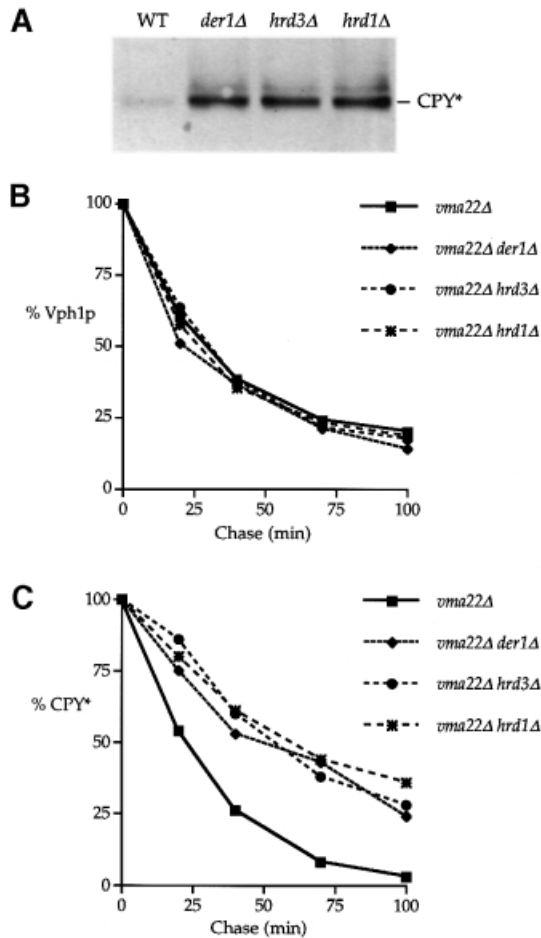 A
WT der1Δ hrd3Δ hrd1Δ
CPY*
B
100
75
% Vph1p
50
25
0
0 25 50 75 100
Chase (min)
vma22Δ
vma22Δ der1Δ
vma22Δ hrd3Δ
vma22Δ hrd1Δ
C
100
75
% CPY*
50
25
0
0 25 50 75 100
Chase (min)
vma22Δ
vma22Δ der1Δ
vma22Δ hrd3Δ
vma22Δ hrd1Δ